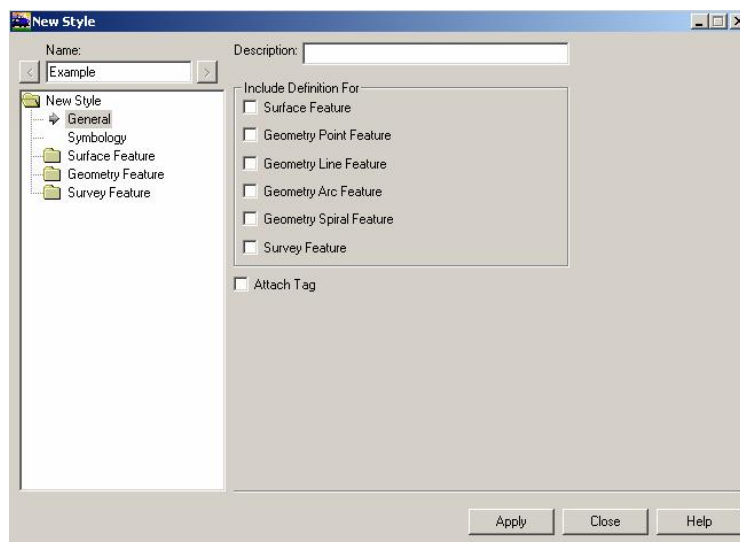 New Style
Name:
< Example >
New Style
General
Symbology
Surface Feature
Geometry Feature
Survey Feature
Description:
Include Definition For
Surface Feature
Geometry Point Feature
Geometry Line Feature
Geometry Arc Feature
Geometry Spiral Feature
Survey Feature
Attach Tag
Apply Close Help